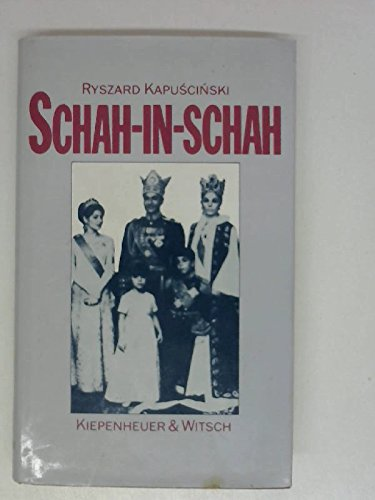 RYSZARD KAPUŚCIŃSKI
SCHAH-IN-SCHAH
KIEPENHEUER & WITSCH